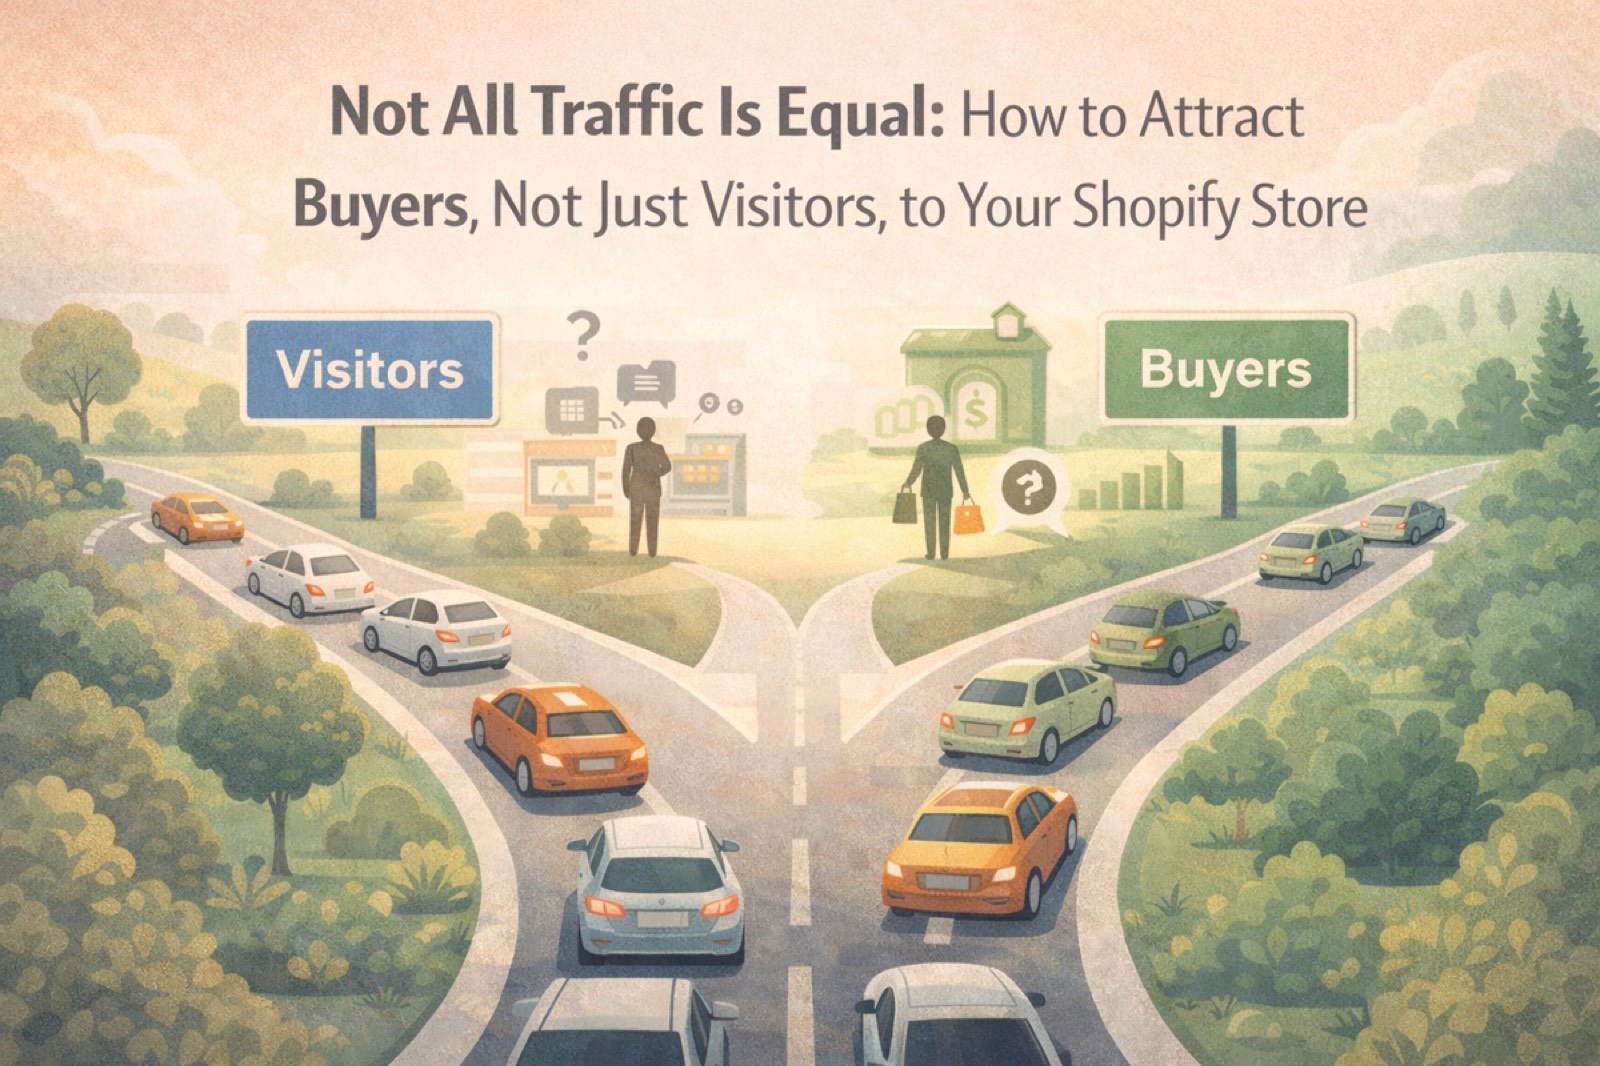 Not All Traffic Is Equal: How to Attract
Buyers, Not Just Visitors, to Your Shopify Store
Visitors
?
$
Buyers
?